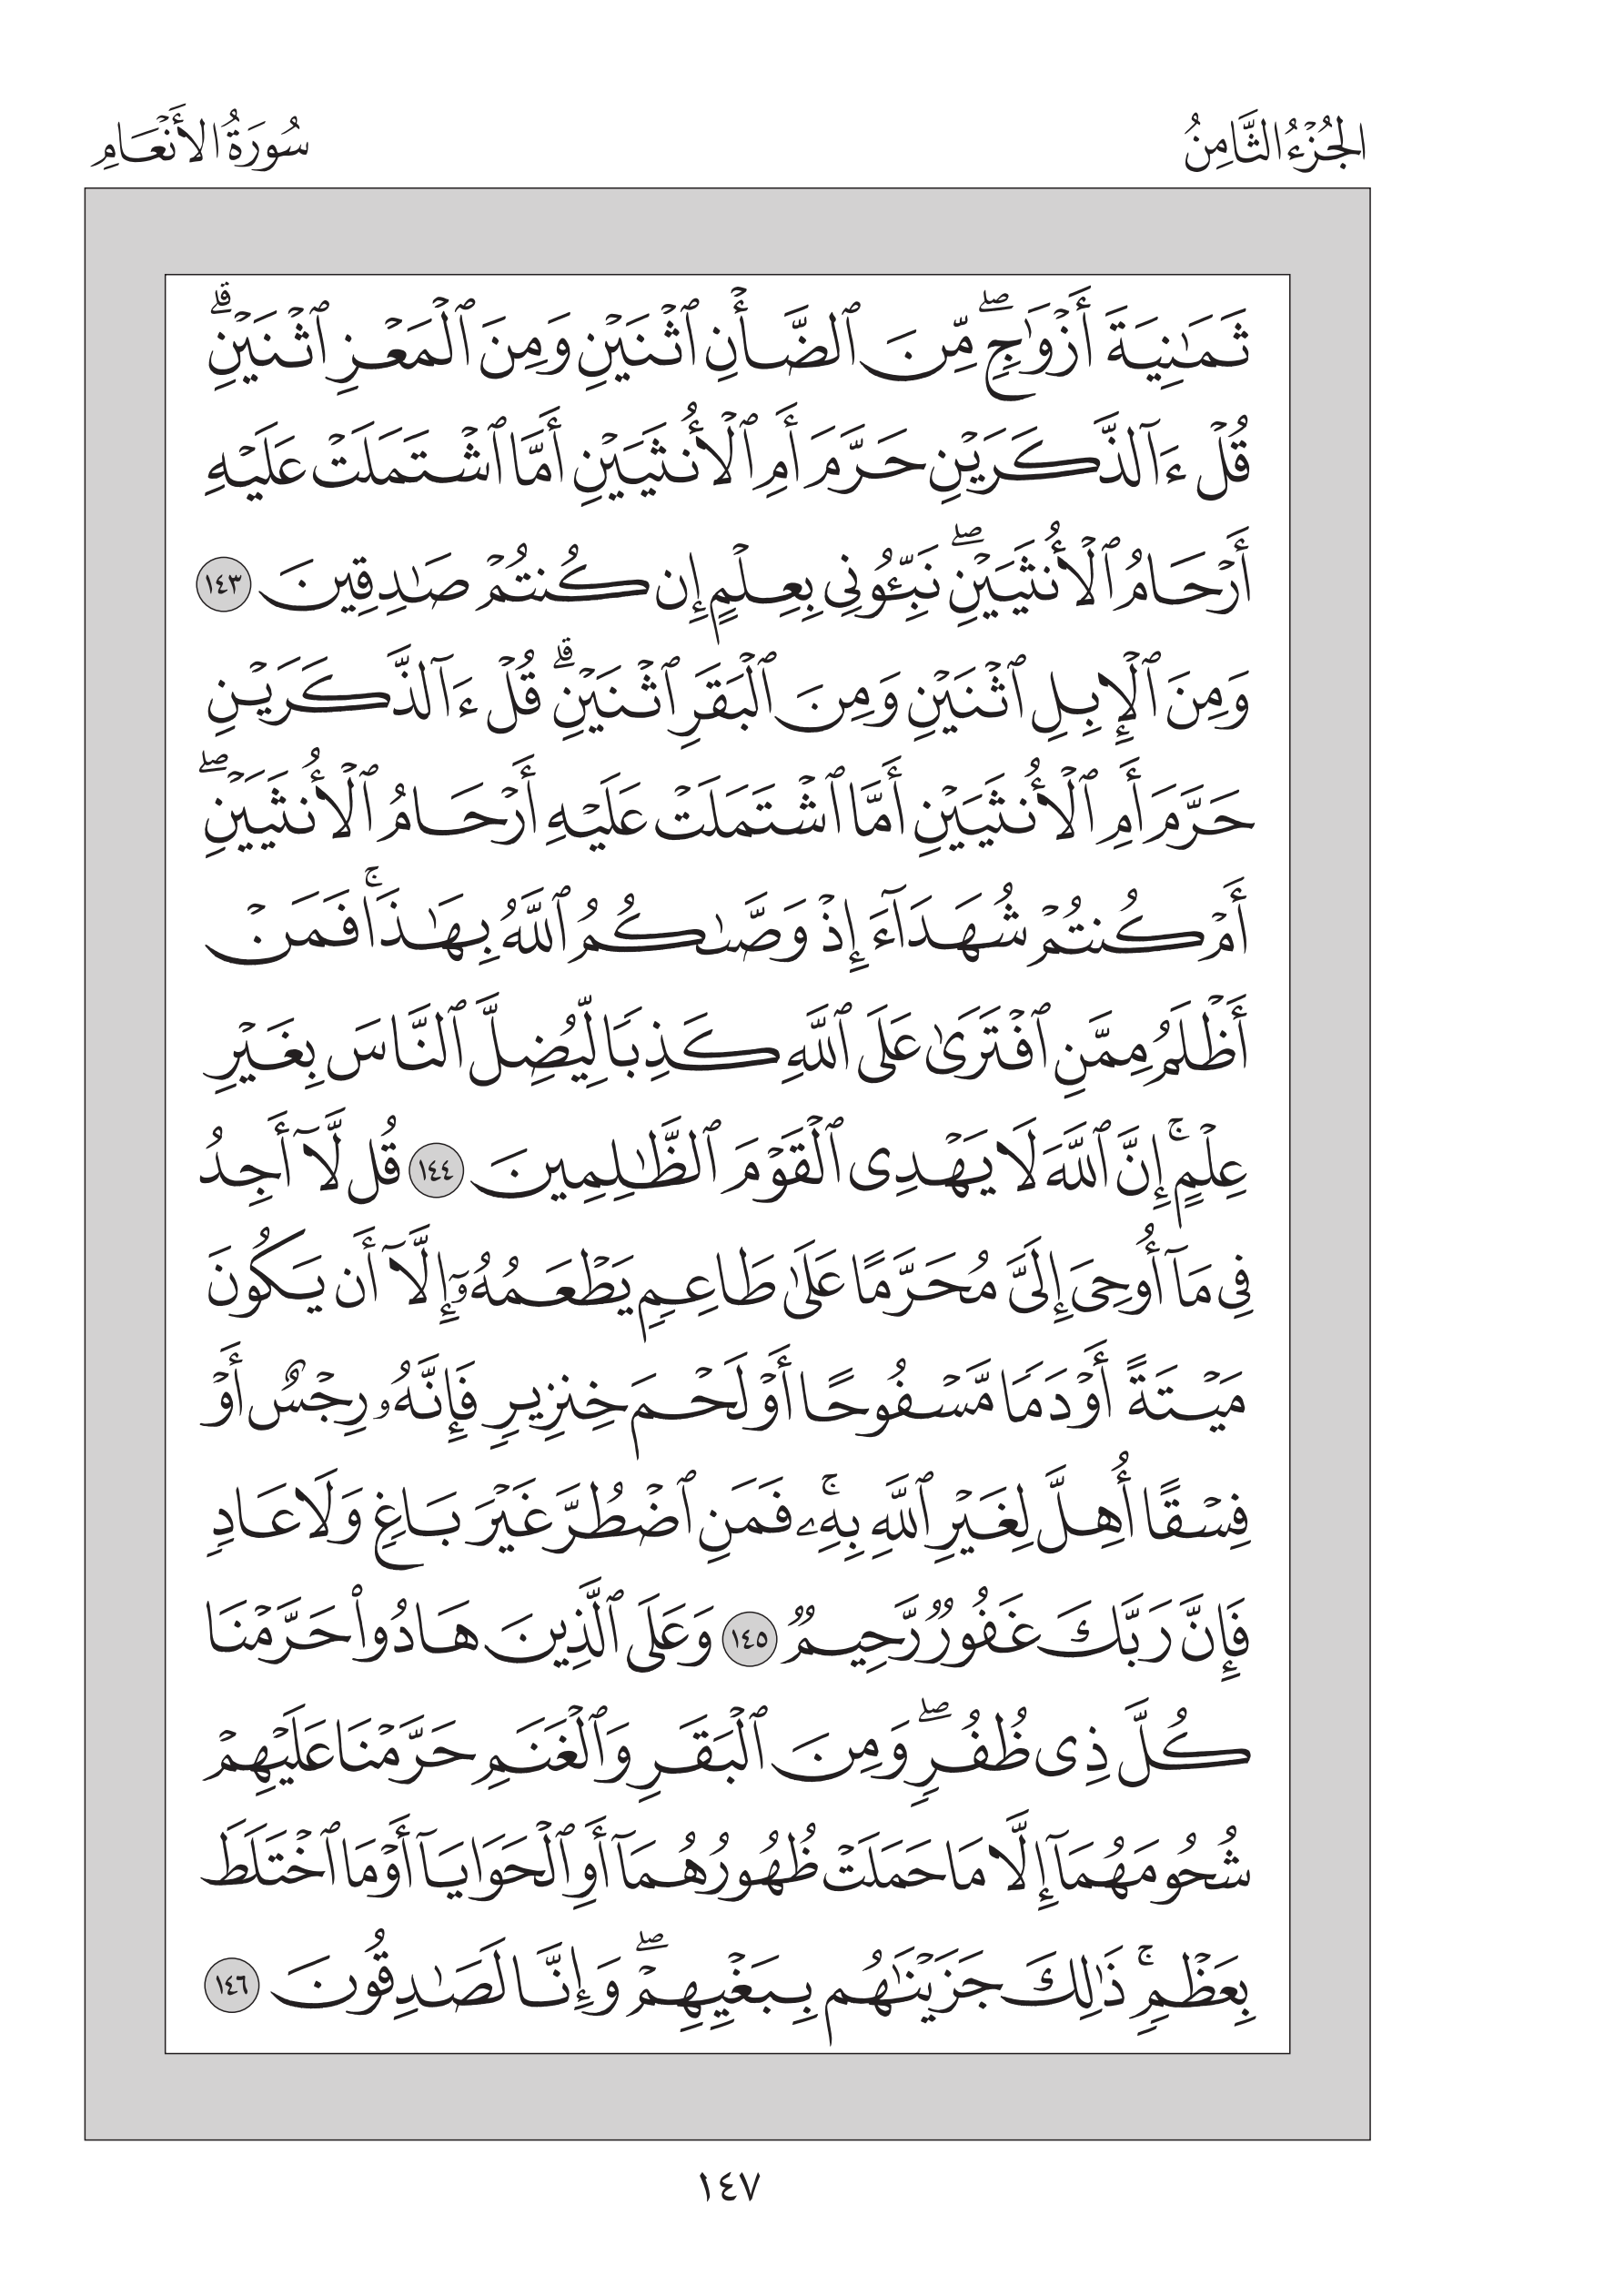 الجُزْءُ الثَّامِنُ
سُورَةُ الأَنْعَامِ
ثَمَٰنِيَةَ أَزْوَٰجٖۖ مِّنَ ٱلضَّأْنِ ٱثْنَيْنِ وَمِنَ ٱلْمَعْزِ ٱثْنَيْنِۗ
قُلْ ءَآلذَّكَرَيْنِ حَرَّمَ أَمِ ٱلْأُنثَيَيْنِ أَمَّا ٱشْتَمَلَتْ عَلَيْهِ
أَرْحَامُ ٱلْأُنثَيَيْنِۖ نَبِّـُٔونِى بِعِلْمٍ إِن كُنتُمْ صَٰدِقِينَ ١٤٣
وَمِنَ ٱلْإِبِلِ ٱثْنَيْنِ وَمِنَ ٱلْبَقَرِ ٱثْنَيْنِۗ قُلْ ءَآلذَّكَرَيْنِ
حَرَّمَ أَمِ ٱلْأُنثَيَيْنِ أَمَّا ٱشْتَمَلَتْ عَلَيْهِ أَرْحَامُ ٱلْأُنثَيَيْنِۖ
أَمْ كُنتُمْ شُهَدَآءَ إِذْ وَصَّىٰكُمُ ٱللَّهُ بِهَٰذَاۚ فَمَنْ
أَظْلَمُ مِمَّنِ ٱفْتَرَىٰ عَلَى ٱللَّهِ كَذِبٗا لِّيُضِلَّ ٱلنَّاسَ بِغَيْرِ
عِلْمٍۚ إِنَّ ٱللَّهَ لَا يَهْدِى ٱلْقَوْمَ ٱلظَّٰلِمِينَ ١٤٤ قُل لَّآ أَجِدُ
فِى مَآ أُوحِىَ إِلَىَّ مُحَرَّمًا عَلَىٰ طَاعِمٖ يَطْعَمُهُۥٓ إِلَّآ أَن يَكُونَ
مَيْتَةً أَوْ دَمٗا مَّسْفُوحًا أَوْ لَحْمَ خِنزِيرٖ فَإِنَّهُۥ رِجْسٌ أَوْ
فِسْقًا أُهِلَّ لِغَيْرِ ٱللَّهِ بِهِۦۚ فَمَنِ ٱضْطُرَّ غَيْرَ بَاغٖ وَلَا عَادٖ
فَإِنَّ رَبَّكَ غَفُورٞ رَّحِيمٞ ١٤٥ وَعَلَى ٱلَّذِينَ هَادُوا۟ حَرَّمْنَا
كُلَّ ذِى ظُفُرٖۖ وَمِنَ ٱلْبَقَرِ وَٱلْغَنَمِ حَرَّمْنَا عَلَيْهِمْ
شُحُومَهُمَآ إِلَّا مَا حَمَلَتْ ظُهُورُهُمَآ أَوِ ٱلْحَوَايَآ أَوْ مَا ٱخْتَلَطَ
بِعَظْمٖۚ ذَٰلِكَ جَزَيْنَٰهُم بِبَغْيِهِمْۖ وَإِنَّا لَصَٰدِقُونَ ١٤٦
١٤٧